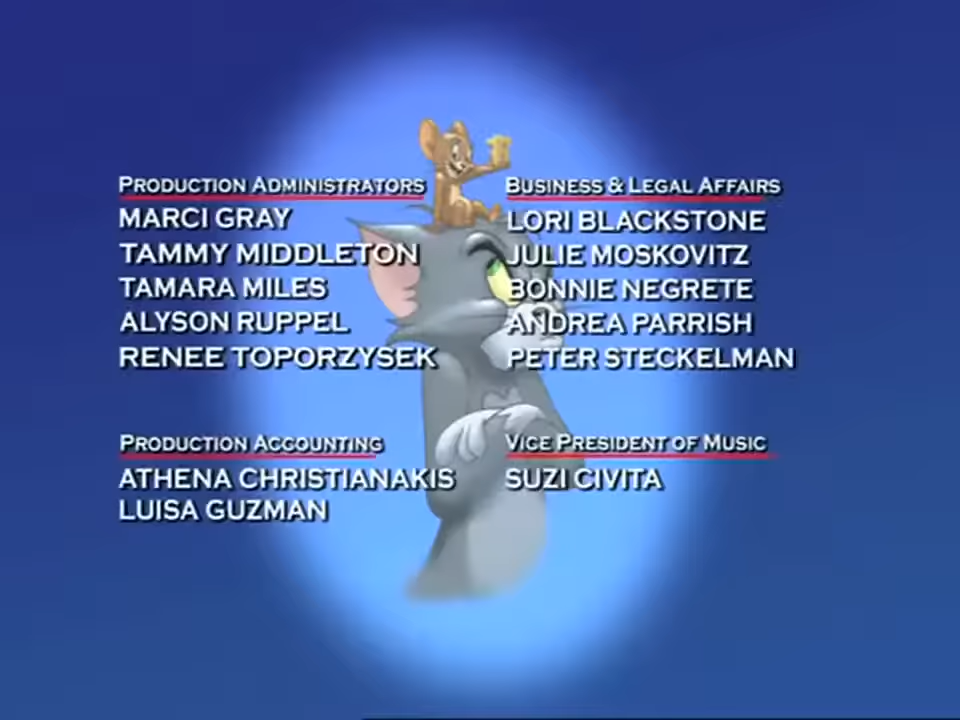 PRODUCTION ADMINISTRATORS
MARCI GRAY
TAMMY MIDDLETON
TAMARA MILES
ALYSON RUPPEL
RENEE TOPORZYSEK
BUSINESS & LEGAL AFFAIRS
LORI BLACKSTONE
JULIE MOSKOVITZ
BONNIE NEGRETE
ANDREA PARRISH
PETER STECKELMAN
PRODUCTION ACCOUNTING
ATHENA CHRISTIANAKIS
LUISA GUZMAN
VICE PRESIDENT OF MUSIC
SUZI CIVITA